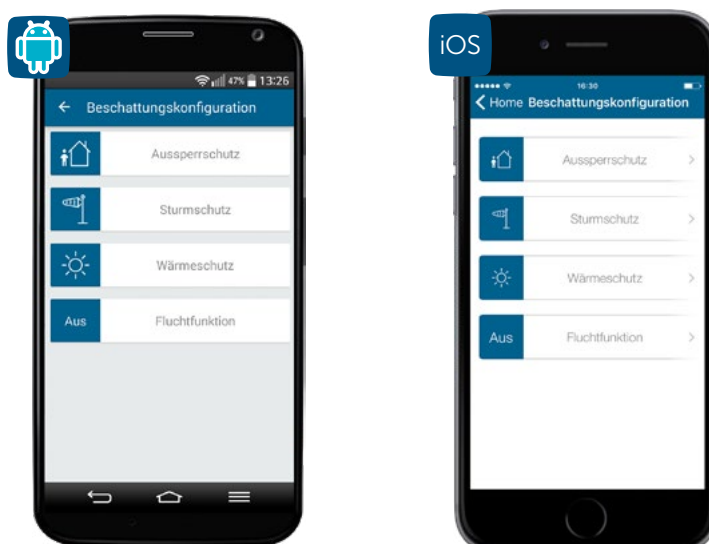 47% 13:26
Beschattungskonfiguration
Aussperrschutz
Sturmschutz
Wärmeschutz
Aus Fluchtfunktion
iOS
16:30
Home Beschattungskonfiguration
Aussperrschutz
Sturmschutz
Wärmeschutz
Aus Fluchtfunktion